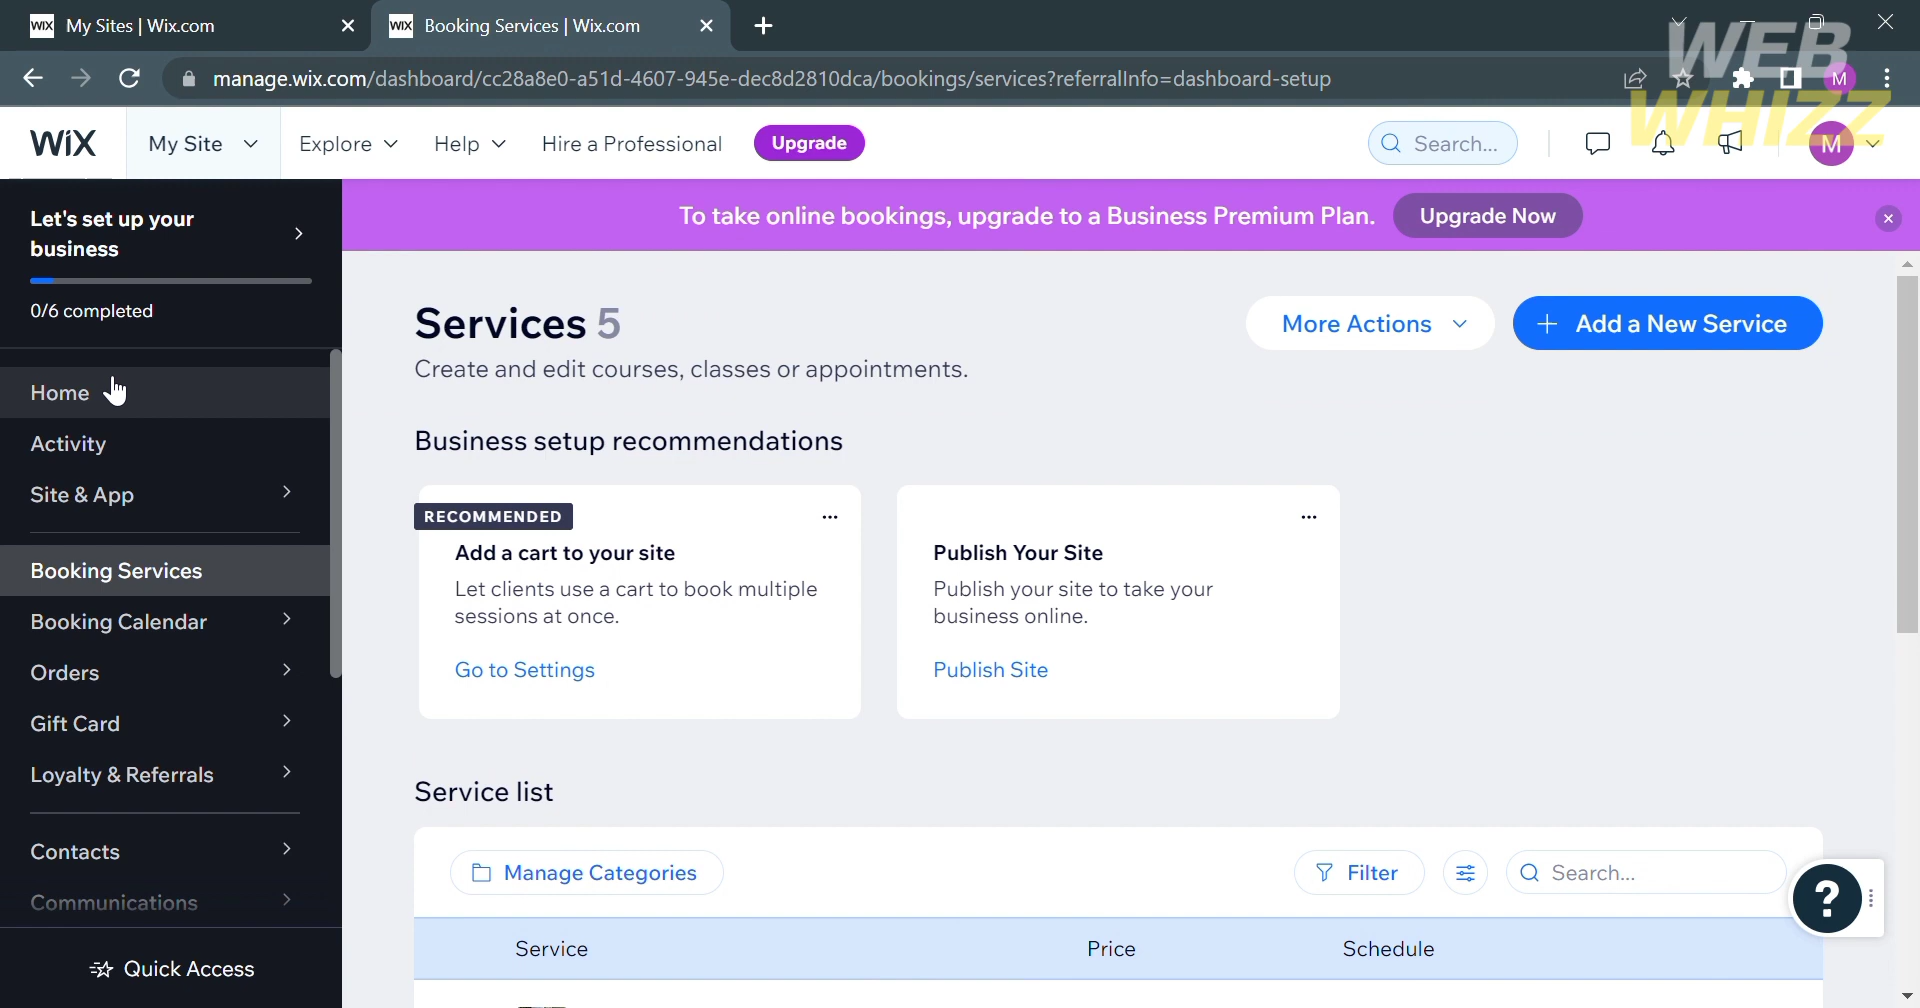 WIX My Sites | Wix.com
WIX Booking Services | Wix.com
manage.wix.com/dashboard/cc28a8e0-a51d-4607-945e-dec8d2810dca/bookings/services?referralInfo=dashboard-setup
M
WEB
WHIZZ
WiX
My Site
Explore
Help
Hire a Professional
Upgrade
Search...
M
Let's set up your
business
0/6 completed
To take online bookings, upgrade to a Business Premium Plan.
Upgrade Now
Home
Activity
Site & App
Booking Services
Booking Calendar
Orders
Gift Card
Loyalty & Referrals
Contacts
Communications
Quick Access
Services 5
Create and edit courses, classes or appointments.
More Actions
+ Add a New Service
Business setup recommendations
RECOMMENDED
Add a cart to your site
Let clients use a cart to book multiple
sessions at once.
Go to Settings
Publish Your Site
Publish your site to take your
business online.
Publish Site
Service list
Manage Categories
Filter
Search...
?
Service
Price
Schedule